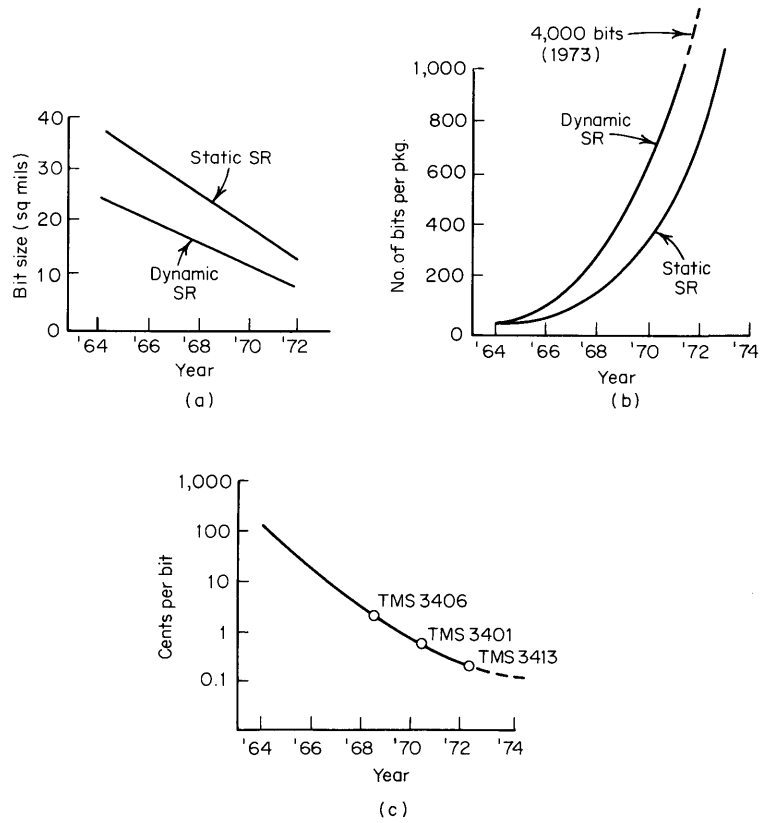 40
30
20
10
0
Bit size (sq mils)
Static SR
Dynamic
SR
'64 '66 '68 '70 '72
Year
(a)
4,000 bits
(1973)
1,000
800
600
400
200
0
No. of bits per pkg.
Dynamic
SR
Static
SR
'64 '66 '68 '70 '72 '74
Year
(b)
1,000
100
10
1
0.1
Cents per bit
TMS 3406
TMS 3401
TMS 3413
'64 '66 '68 '70 '72 '74
Year
(c)